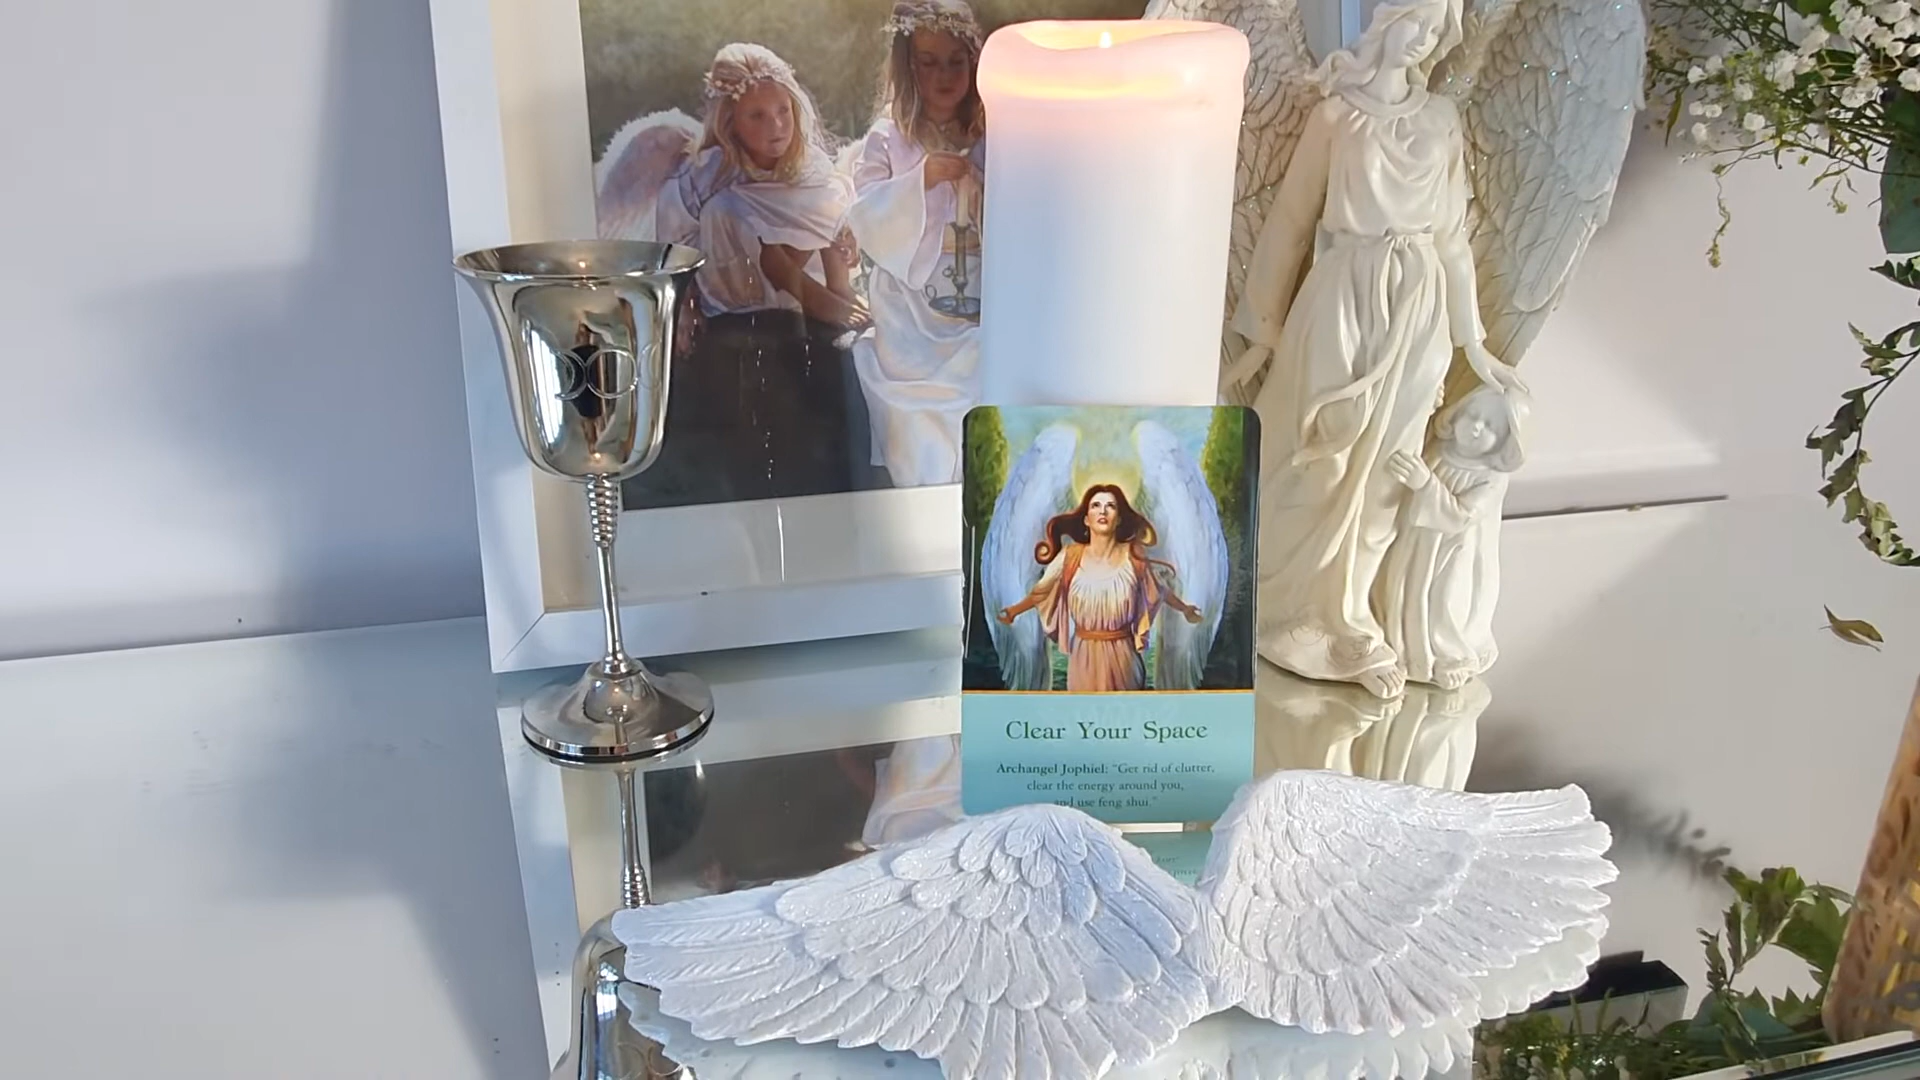 Clear Your Space
Archangel Jophiel: "Get rid of clutter,
clear the energy around you,
and use feng shui."